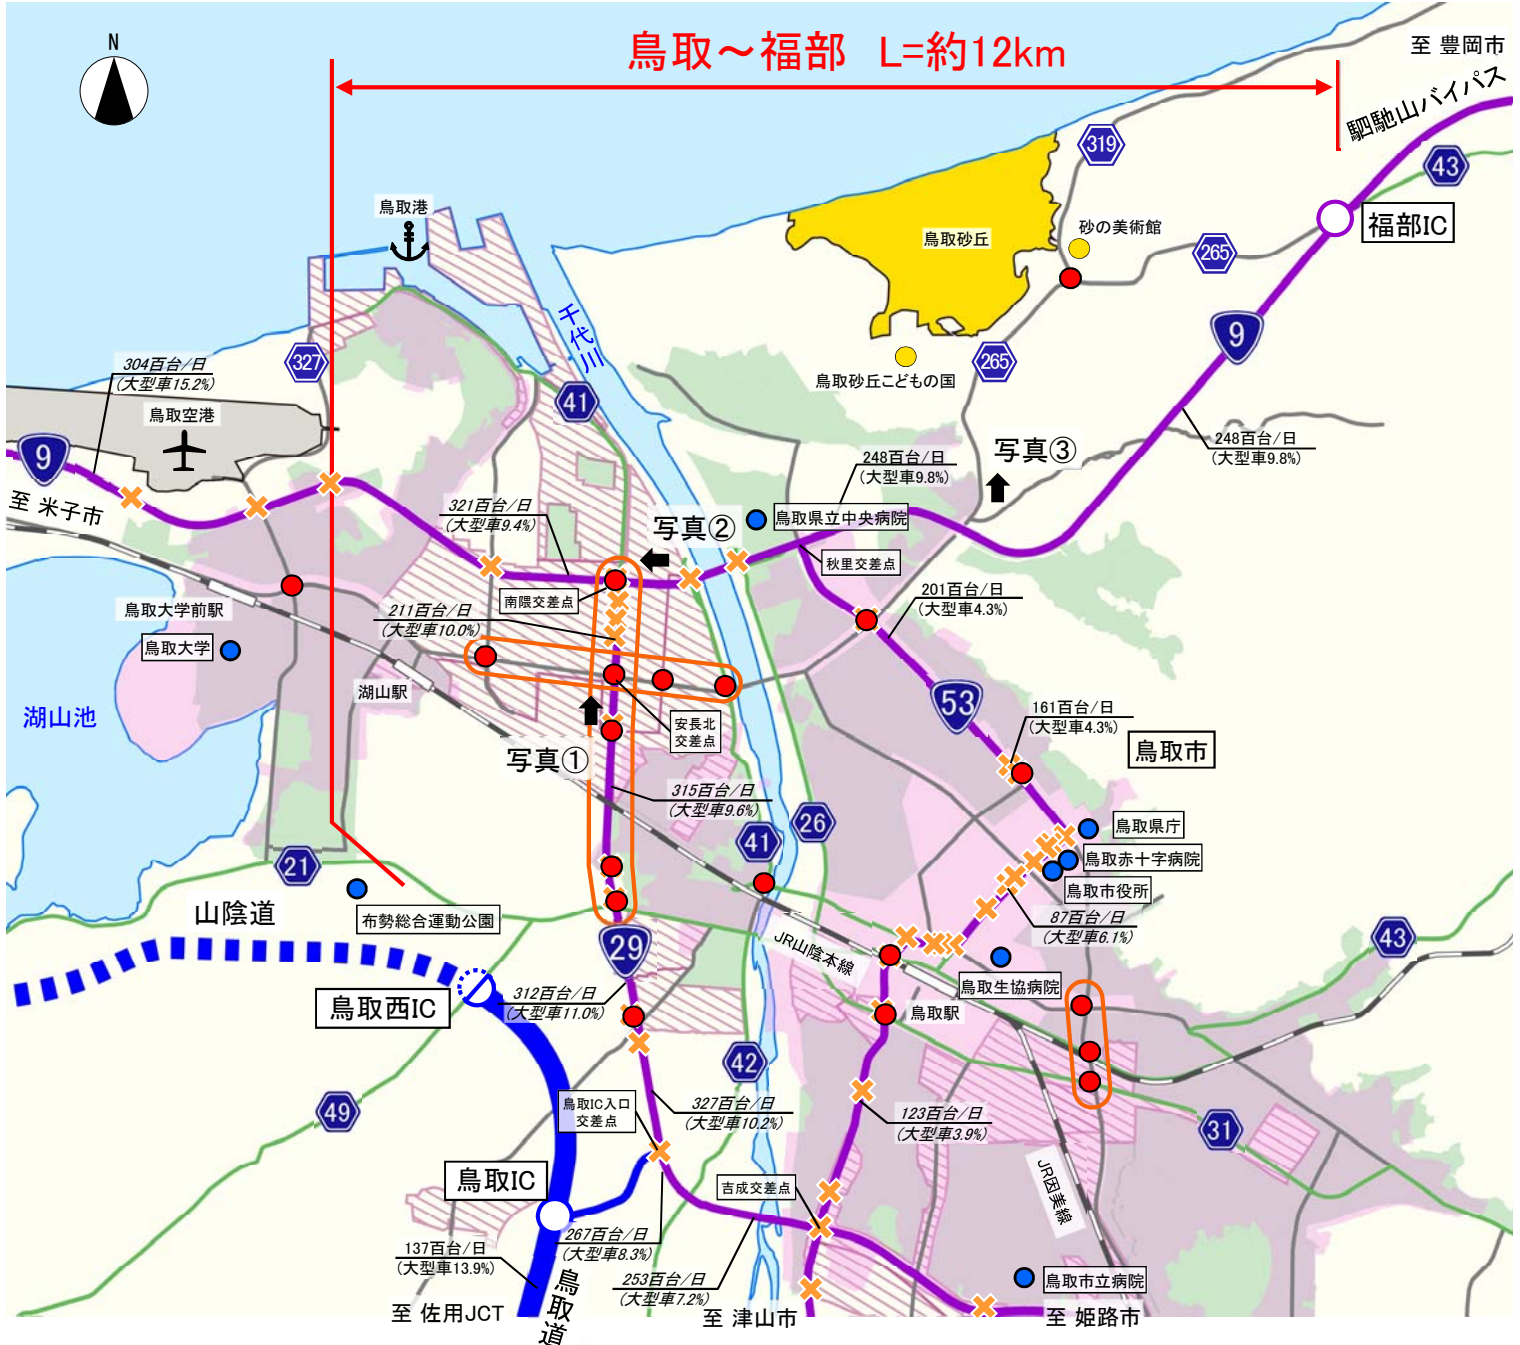 鳥取～福部 L=約12km
N
至 豊岡市
駟馳山バイパス
319
43
鳥取港
砂の美術館
福部IC
鳥取砂丘
265
千代川
9
327
304百台/日
(大型車15.2%)
265
鳥取砂丘こどもの国
41
鳥取空港
9
248百台/日
(大型車9.8%)
写真③
248百台/日
(大型車9.8%)
至 米子市
321百台/日
(大型車9.4%)
写真②
鳥取県立中央病院
秋里交差点
南隈交差点
201百台/日
(大型車4.3%)
鳥取大学前駅
211百台/日
(大型車10.0%)
鳥取大学
湖山駅
53
湖山池
安長北
交差点
161百台/日
(大型車4.3%)
鳥取市
写真①
315百台/日
(大型車9.6%)
26
鳥取県庁
41
21
鳥取赤十字病院
鳥取市役所
山陰道
布勢総合運動公園
87百台/日
(大型車6.1%)
29
JR山陰本線
43
鳥取生協病院
鳥取西IC
312百台/日
(大型車11.0%)
鳥取駅
42
49
鳥取IC入口
交差点
327百台/日
(大型車10.2%)
123百台/日
(大型車3.9%)
31
鳥取IC
吉成交差点
JR因美線
267百台/日
(大型車8.3%)
137百台/日
(大型車13.9%)
253百台/日
(大型車7.2%)
鳥取市立病院
鳥取道
至 佐用JCT
至 津山市
至 姫路市